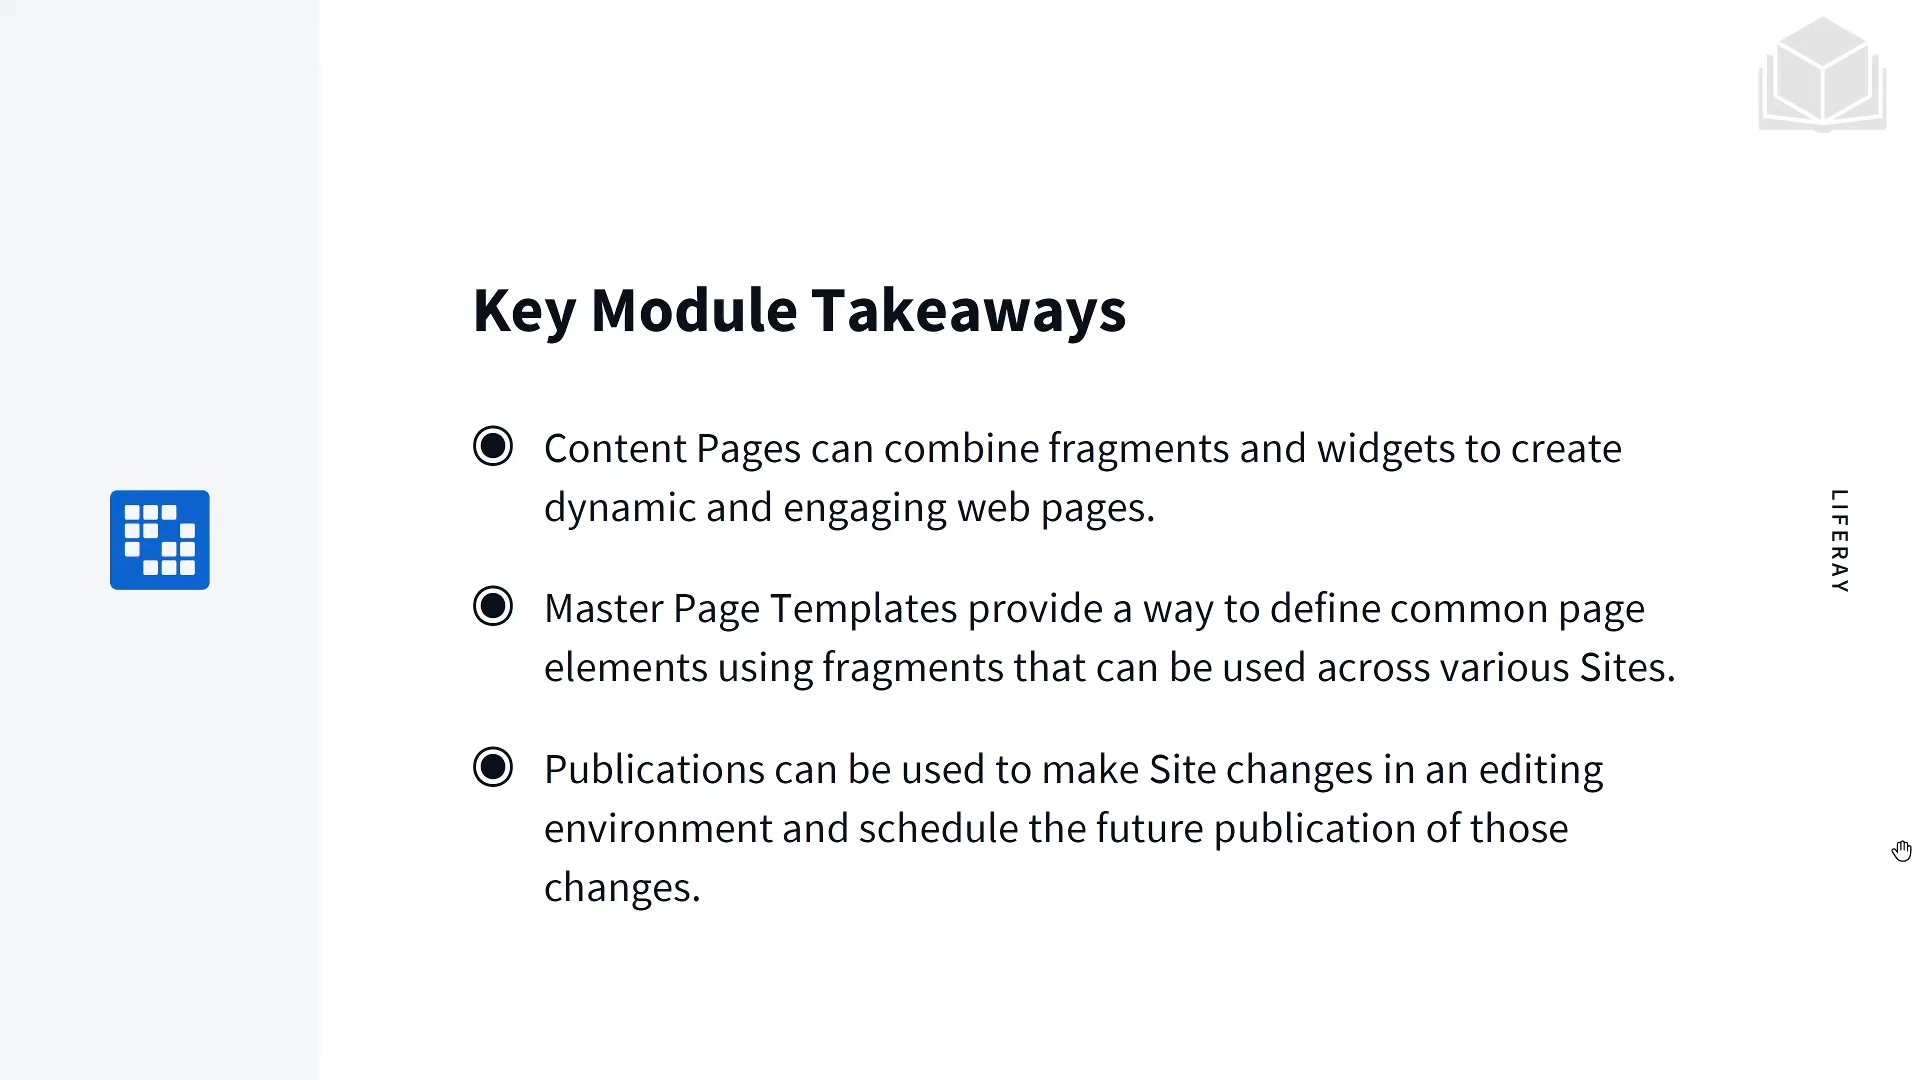 Key Module Takeaways
Content Pages can combine fragments and widgets to create
dynamic and engaging web pages.
Master Page Templates provide a way to define common page
elements using fragments that can be used across various Sites.
Publications can be used to make Site changes in an editing
environment and schedule the future publication of those
changes.
LIFERAY